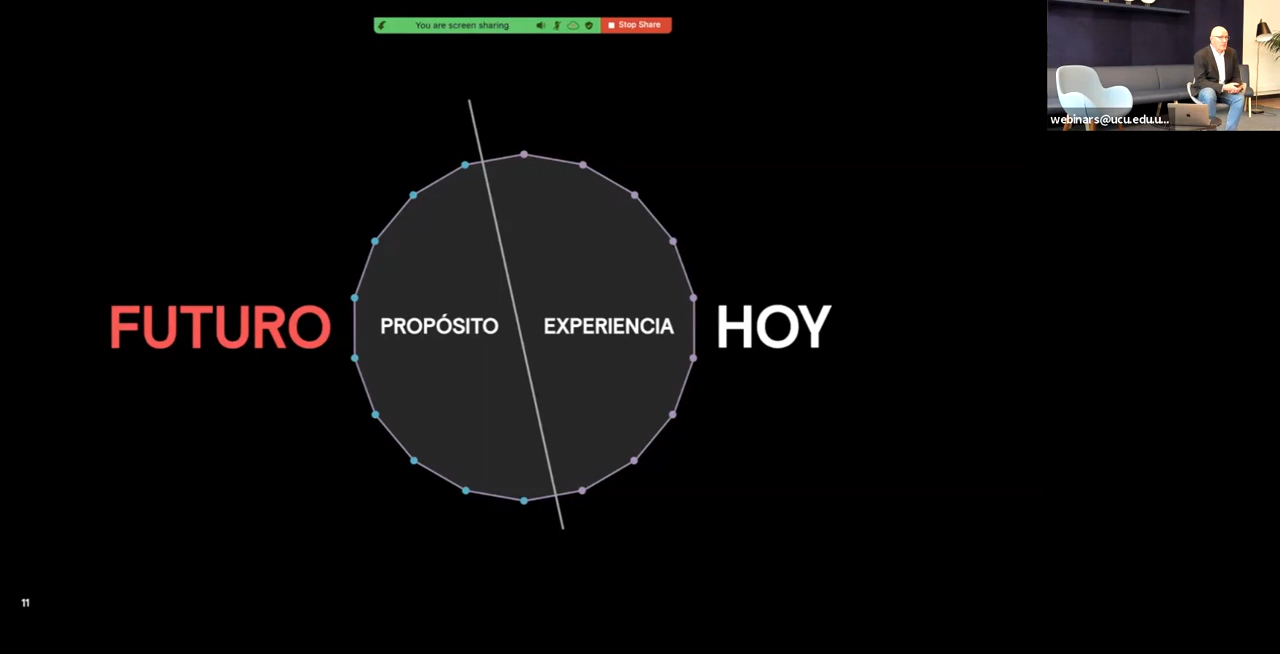 You are screen sharing
Stop Share
webinars@ucu.edu.u...
FUTURO
PROPÓSITO
EXPERIENCIA
HOY
11